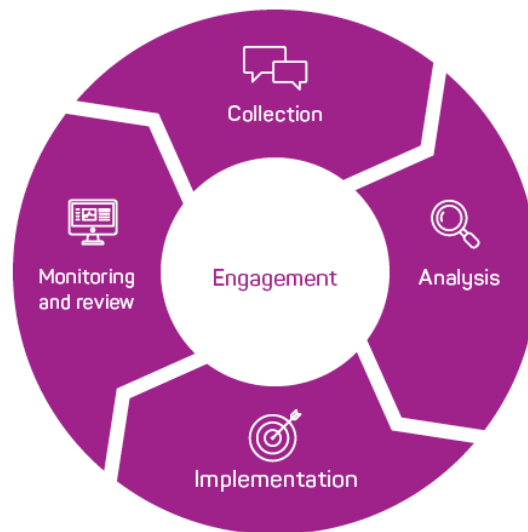 Collection
Engagement
Analysis
Monitoring
and review
Implementation